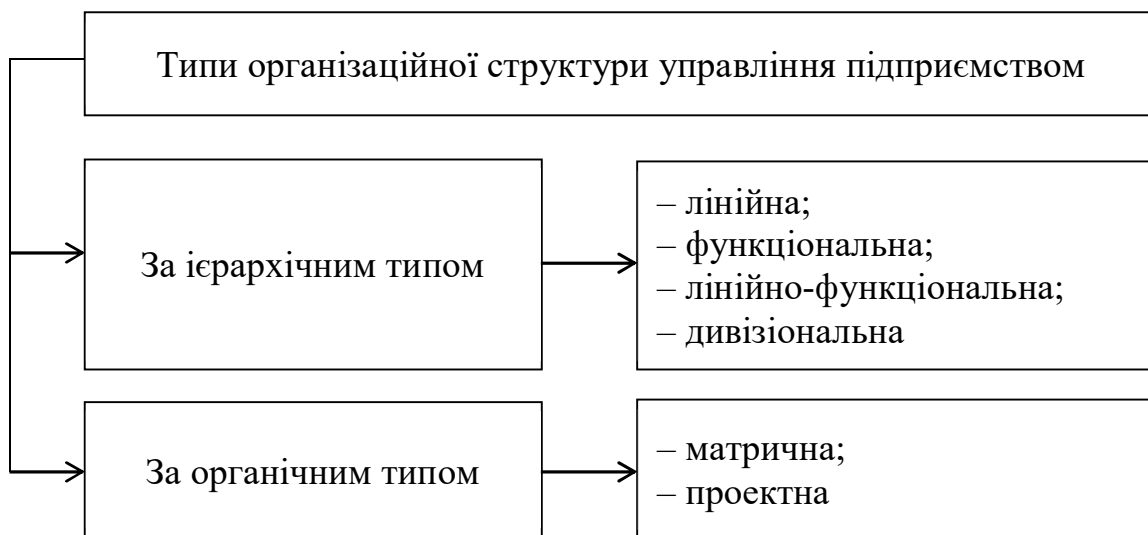 Типи організаційної структури управління підприємством
За ієрархічним типом
– лінійна;
– функціональна;
– лінійно-функціональна;
– дивізіональна
За органічним типом
– матрична;
– проектна